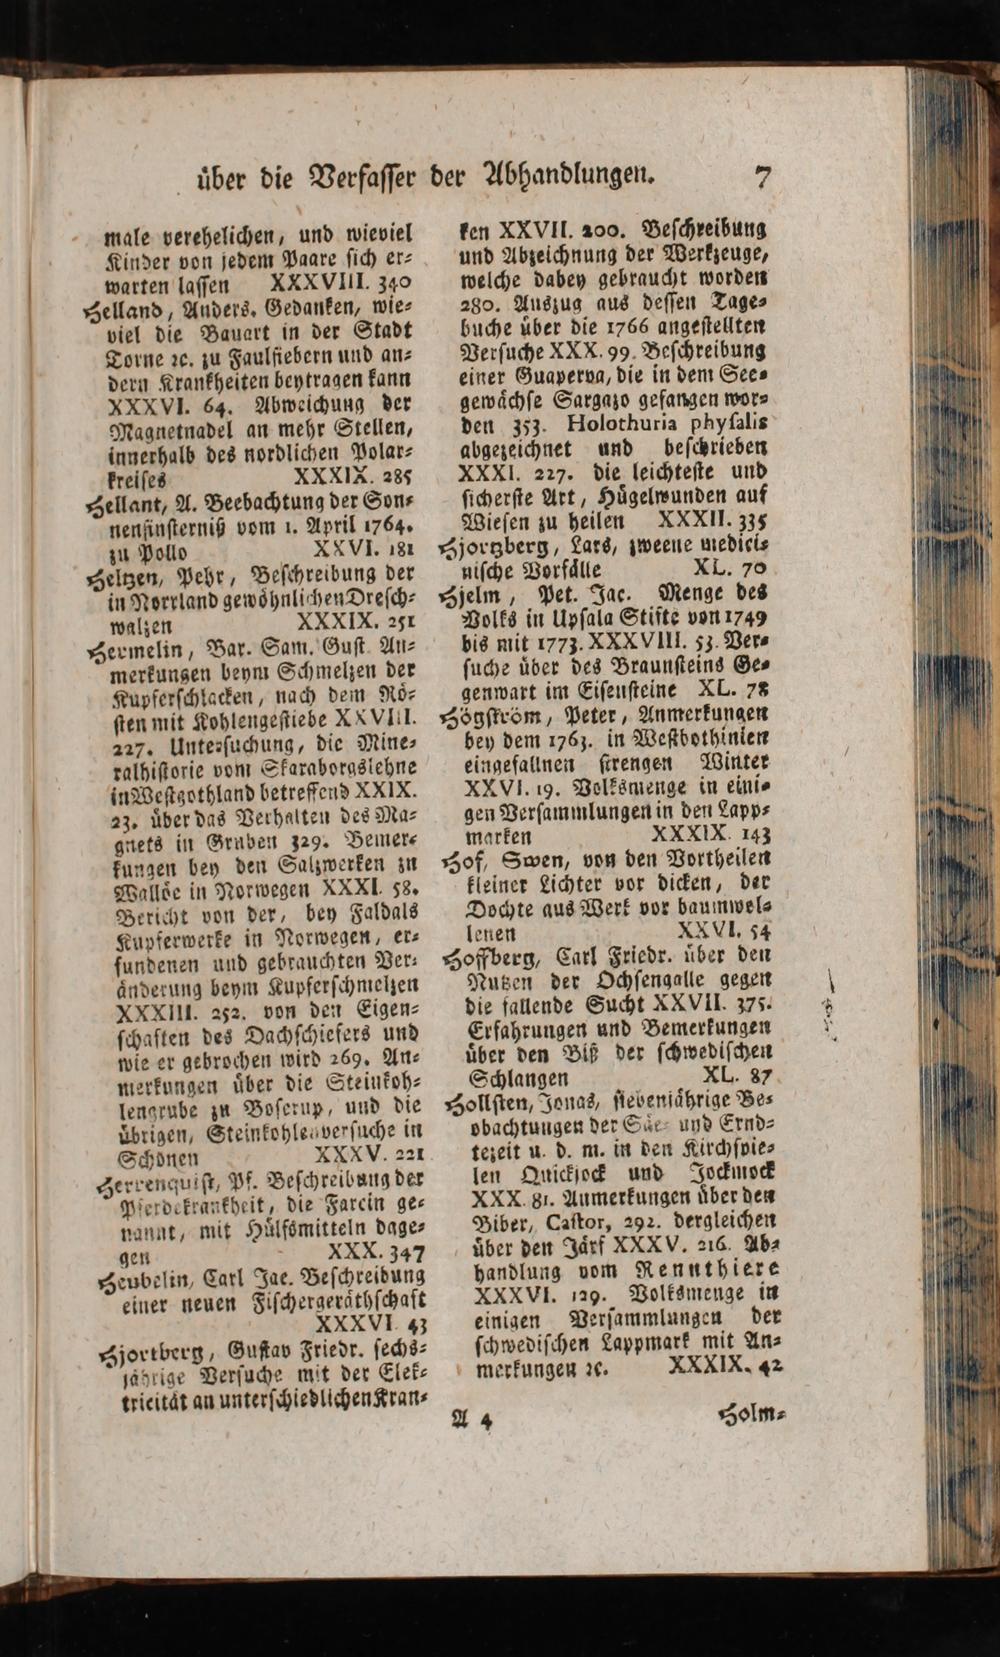 über die Verfaſſer der Abhandlungen. 7
male verehelichen, und wieviel
Kinder von jedem Paare ſich er⸗
warten laſſen XXXVIII. 340
Helland, Anders. Gedanken, wie⸗
viel die Bauart in der Stadt
Torne ꝛc. zu Faulfiebern und an⸗
dern Krankheiten beytragen kann
XXXVI. 64. Abweichung der
Magnetnadel an mehr Stellen,
innerhalb des nordlichen Polar⸗
kreiſes XXXIX. 285
Hellant, A. Beebachtung der Son⸗
nenfinſterniß vom 1. April 1764.
zu Pollo XXVI. 181
Heltzen, Pehr, Beſchreibung der
in Norrland gewöhnlichen Dreſch⸗
walzen XXXIX. 251
Hermelin, Bar. Sam. Guſt. An⸗
merkungen beym Schmelzen der
Kupferſchlacken, nach dem Rö⸗
ſten mit Kohlengeſtiebe XXVIII.
227. Unterſuchung, die Mine⸗
ralhiſtorie vom Skaraborgslehne
in Weſtgothland betreffend XXIX.
23. über das Verhalten des Ma⸗
gnets in Gruben 329. Bemer⸗
kungen bey den Salzwerken zu
Walloe in Norwegen XXXI. 58.
Bericht von der, bey Faldals
Kupferwerke in Norwegen, er⸗
fundenen und gebrauchten Ver⸗
änderung beym Kupferſchmelzen
XXXIII. 252. von den Eigen⸗
ſchaften des Dachſchiefers und
wie er gebrochen wird 269. An⸗
merkungen über die Steinkoh⸗
lengrube zu Boſerup, und die
übrigen, Steinkohlenverſuche in
Schonen XXXV. 221
Herrenquiſt, Pf. Beſchreibung der
Pferdekrankheit, die Farcin ge⸗
nannt, mit Hülfsmitteln dage⸗
gen XXX. 347
Heubelin, Carl Jac. Beſchreibung
einer neuen Fiſchergeräthſchaft
XXXVI. 43
Hjortberg, Guſtav Friedr. ſechs⸗
jährige Verſuche mit der Elek⸗
tricität an unterſchiedlichen Kran⸗
ken XXVII. 200. Beſchreibung
und Abzeichnung der Werkzeuge,
welche dabey gebraucht worden
280. Auszug aus deſſen Tage⸗
buche über die 1766 angeſtellten
Verſuche XXX. 99. Beſchreibung
einer Guaperva, die in dem See⸗
gewächſe Sargazo gefangen wor⸗
den 353. Holothuria phyſalis
abgezeichnet und beſchrieben
XXXI. 227. die leichteſte und
ſicherſte Art, Hügelwunden auf
Wieſen zu heilen XXXII. 335
Hjortzberg, Lars, zweene medici⸗
niſche Vorfälle XL. 70
Hjelm, Pet. Jac. Menge des
Volks in Upſala Stifte von 1749
bis mit 1773. XXXVIII. 53. Ver⸗
ſuche über des Braunſteins Ge⸗
genwart im Eiſenſteine XL. 78
Högſtröm, Peter, Anmerkungen
bey dem 1763. in Weſtbothinien
eingefallnen ſtrengen Winter
XXVI. 19. Volksmenge in eini⸗
gen Verſammlungen in den Lapp⸗
marken XXXIX. 143
Hof, Swen, von den Vortheilen
kleiner Lichter vor dicken, der
Dochte aus Werk vor baumwol⸗
lenen XXVI. 54
Hoffberg, Carl Friedr. über den
Nutzen der Ochſengalle gegen
die fallende Sucht XXVII. 375.
Erfahrungen und Bemerkungen
über den Biß der ſchwediſchen
Schlangen XL. 87
Hollſten, Jonas, ſiebenjährige Be⸗
obachtungen der Säe⸗ und Ernd⸗
tezeit u. d. m. in den Kirchſpie⸗
len Quickjock und Jockmock
XXX. 81. Anmerkungen über den
Biber, Caſtor, 292. dergleichen
über den Järf XXXV. 216. Ab⸗
handlung vom Rennthiere
XXXVI. 129. Volksmenge in
einigen Verſammlungen der
ſchwediſchen Lappmark mit An⸗
merkungen ꝛc. XXXIX. 42
A 4 Holm⸗